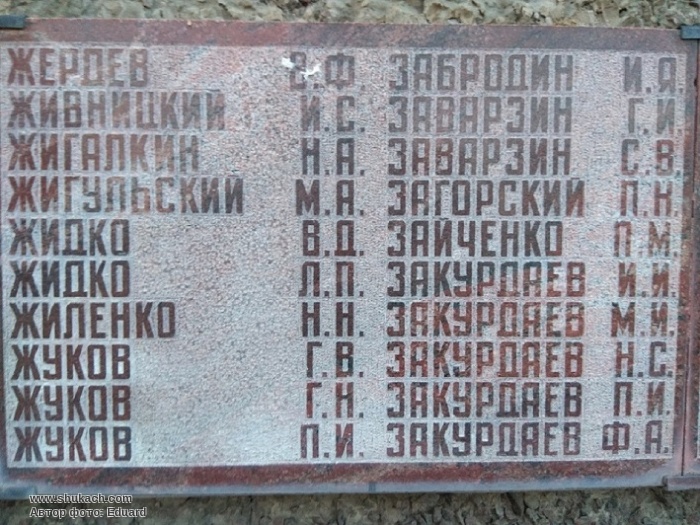 ЖЕРДЕВ З.Ф.
ЖИВНИЦКИЙ И.С.
ЖИГАЛКИН Н.А.
ЖИГУЛЬСКИЙ М.А.
ЖИДКО В.Д.
ЖИДКО Л.П.
ЖИЛЕНКО Н.Н.
ЖУКОВ Г.В.
ЖУКОВ Г.Н.
ЖУКОВ П.И.
ЗАБРОДИН И.Я.
ЗАВАРЗИН Г.И.
ЗАВАРЗИН С.В.
ЗАГОРСКИЙ П.Н.
ЗАЙЧЕНКО П.М.
ЗАКУРДАЕВ И.И.
ЗАКУРДАЕВ М.И.
ЗАКУРДАЕВ Н.С.
ЗАКУРДАЕВ П.И.
ЗАКУРДАЕВ Ф.А.
www.shukach.com
Автор фото: Eduard